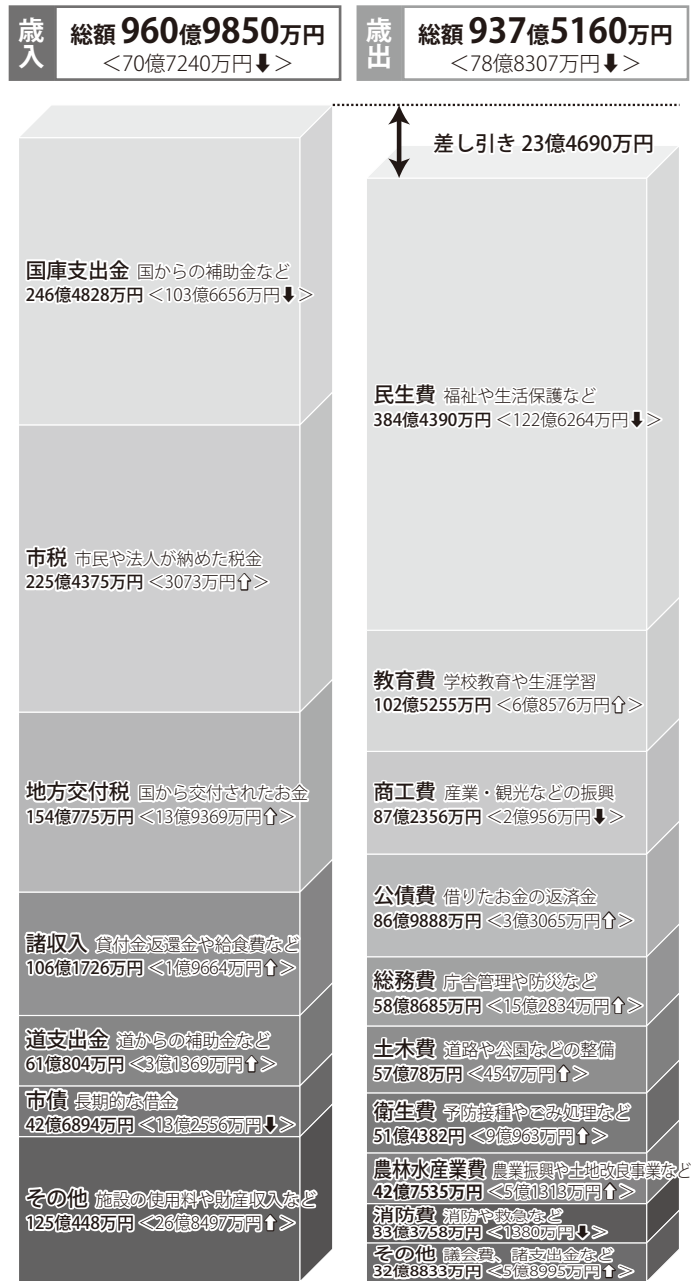 歳入
総額 960億9850万円
＜70億7240万円⬇＞
歳出
総額 937億5160万円
＜78億8307万円⬇＞
差し引き 23億4690万円
国庫支出金 国からの補助金など
246億4828万円 ＜103億6656万円⬇＞
市税 市民や法人が納めた税金
225億4375万円 ＜3073万円⇧＞
地方交付税 国から交付されたお金
154億775万円 ＜13億9369万円⇧＞
諸収入 貸付金返還金や給食費など
106億1726万円 ＜1億9664万円⇧＞
道支出金 道からの補助金など
61億804万円 ＜3億1369万円⇧＞
市債 長期的な借金
42億6894万円 ＜13億2556万円⬇＞
その他 施設の使用料や財産収入など
125億448万円 ＜26億8497万円⇧＞
民生費 福祉や生活保護など
384億4390万円 ＜122億6264万円⬇＞
教育費 学校教育や生涯学習
102億5255万円 ＜6億8576万円⇧＞
商工費 産業・観光などの振興
87億2356万円 ＜2億956万円⬇＞
公債費 借りたお金の返済金
86億9888万円 ＜3億3065万円⇧＞
総務費 庁舎管理や防災など
58億8685万円 ＜15億2834万円⇧＞
土木費 道路や公園などの整備
57億78万円 ＜4547万円⇧＞
衛生費 予防接種やごみ処理など
51億4382円 ＜9億963万円⇧＞
農林水産業費 農業振興や土地改良事業など
42億7535万円 ＜5億1313万円⇧＞
消防費 消防や救急など
33億3758万円 ＜1380万円⬇＞
その他 議会費、諸支出金など
32億8833万円 ＜5億8995万円⇧＞